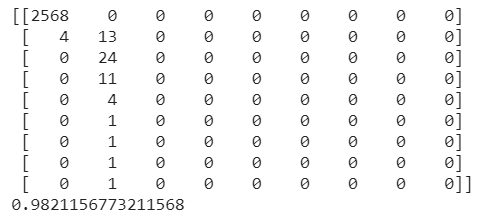 [[2568 0 0 0 0 0 0 0 0]
[ 4 13 0 0 0 0 0 0 0]
[ 0 24 0 0 0 0 0 0 0]
[ 0 11 0 0 0 0 0 0 0]
[ 0 4 0 0 0 0 0 0 0]
[ 0 1 0 0 0 0 0 0 0]
[ 0 1 0 0 0 0 0 0 0]
[ 0 1 0 0 0 0 0 0 0]
[ 0 1 0 0 0 0 0 0 0]]
0.9821156773211568